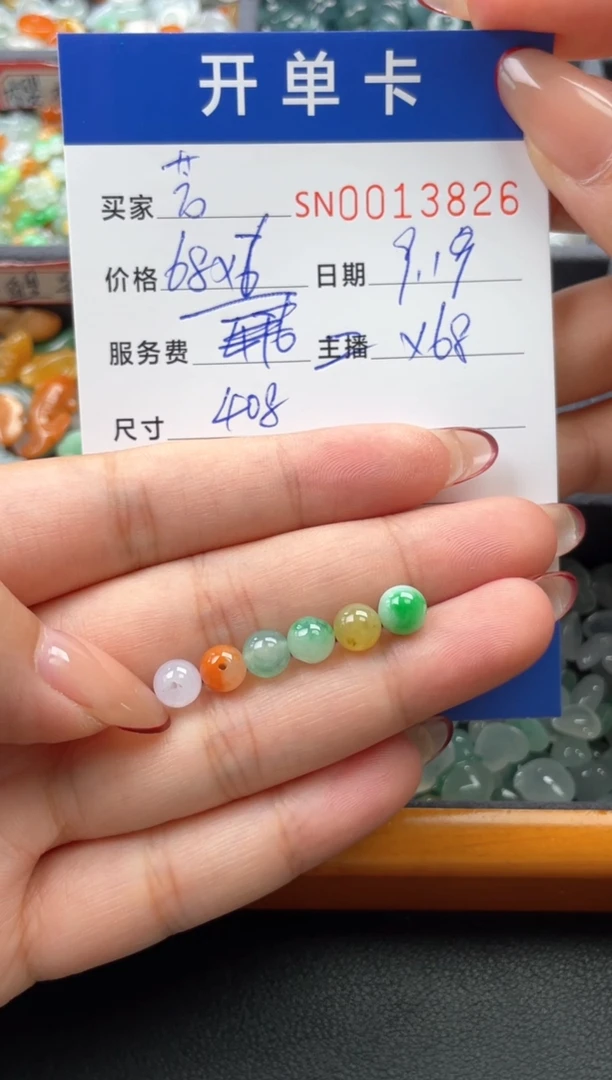 开单卡
买家 SN0013826
价格 68x6 日期 9.19
服务费 主播 x68
尺寸 408